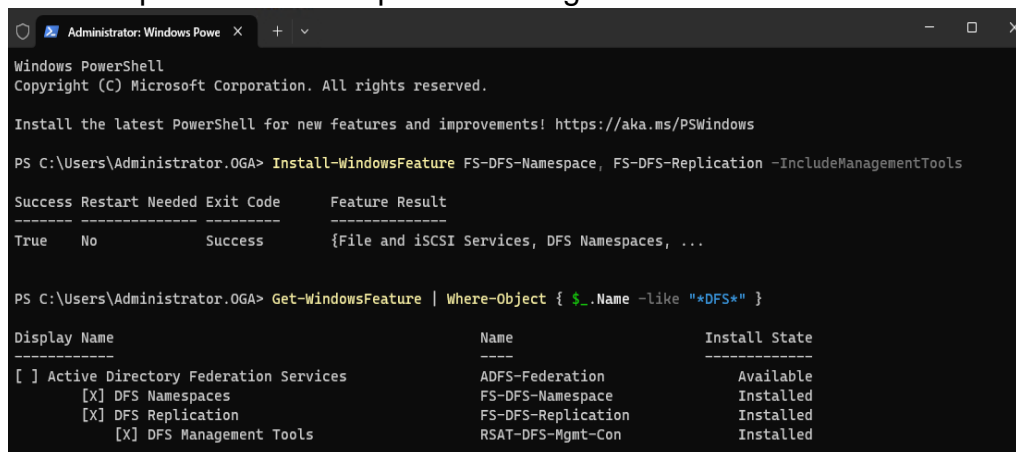 Administrator: Windows Powe
Windows PowerShell
Copyright (C) Microsoft Corporation. All rights reserved.
Install the latest PowerShell for new features and improvements! https://aka.ms/PSWindows
PS C:\Users\Administrator.OGA> Install-WindowsFeature FS-DFS-Namespace, FS-DFS-Replication -IncludeManagementTools
Success Restart Needed Exit Code      Feature Result
------- -------------- ---------      --------------
True    No             Success        {File and iSCSI Services, DFS Namespaces, ...
PS C:\Users\Administrator.OGA> Get-WindowsFeature | Where-Object { $_.Name -like "*DFS*" }
Display Name                                            Name                       Install State
------------                                            ----                       -------------
[ ] Active Directory Federation Services                ADFS-Federation                Available
        [X] DFS Namespaces                              FS-DFS-Namespace               Installed
        [X] DFS Replication                             FS-DFS-Replication             Installed
            [X] DFS Management Tools                    RSAT-DFS-Mgmt-Con              Installed